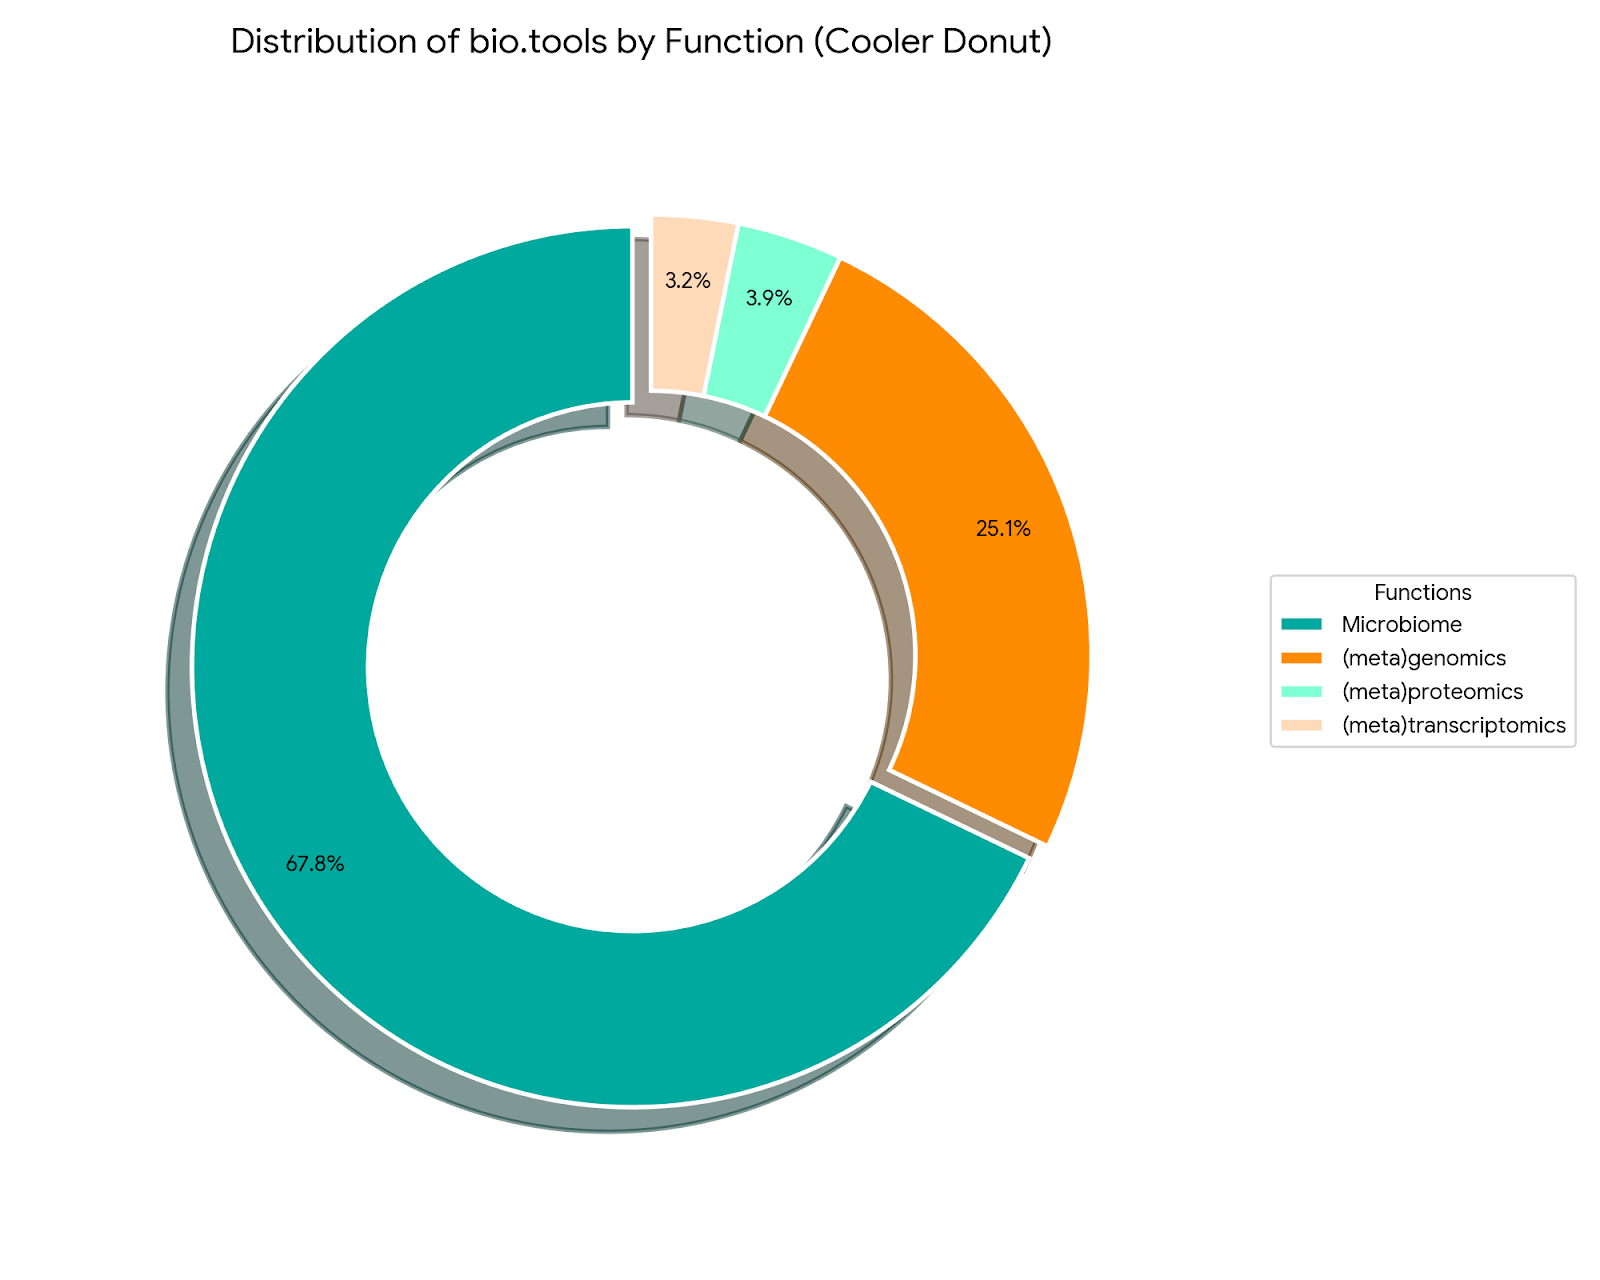 Distribution of bio.tools by Function (Cooler Donut)
3.2%
3.9%
25.1%
67.8%
Functions
Microbiome
(meta)genomics
(meta)proteomics
(meta)transcriptomics